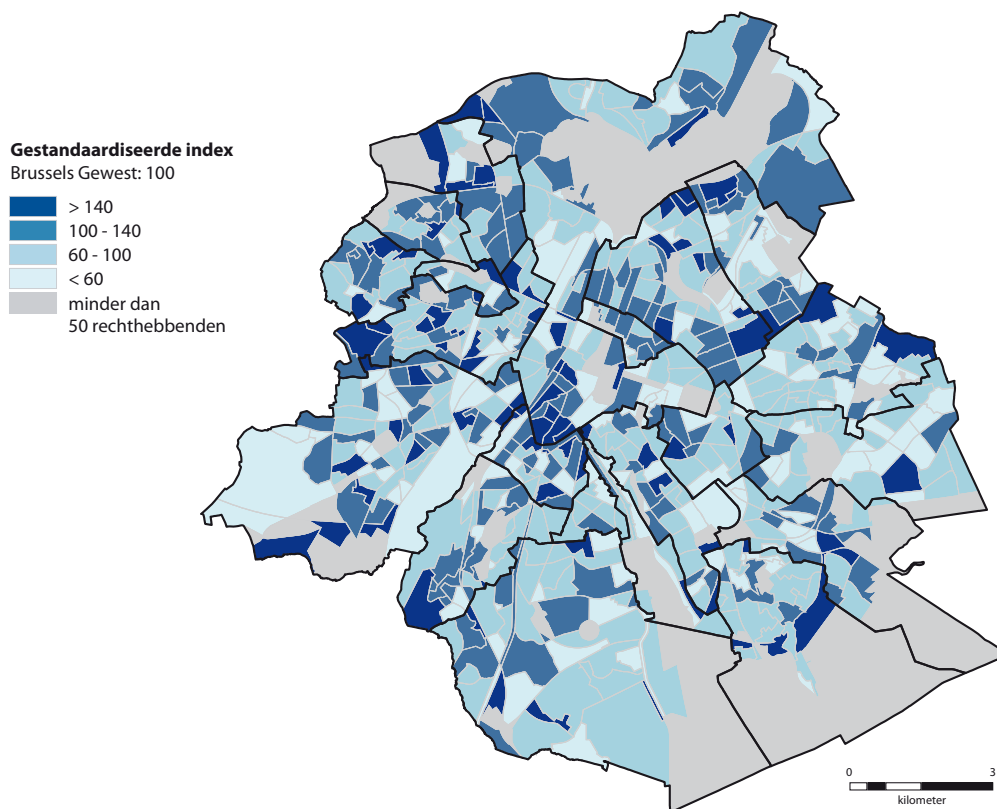 Gestandaardiseerde index
Brussels Gewest: 100
> 140
100 - 140
60 - 100
< 60
minder dan
50 rechthebbenden
0 3
kilometer